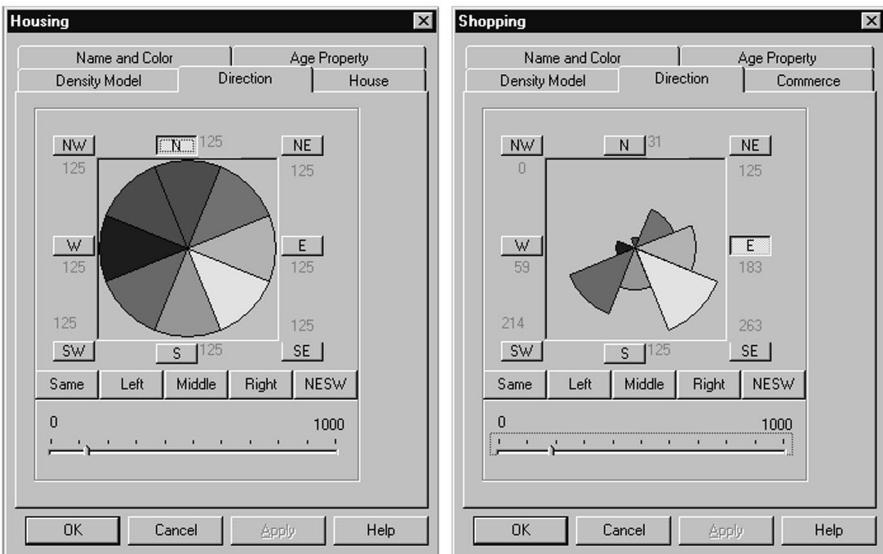 Housing
Name and Color Age Property
Density Model Direction House
NW N 125 NE
125 125
W E
125 125
125 125
SW S 125 SE
Same Left Middle Right NESW
0 1000
OK Cancel Apply Help
Shopping
Name and Color Age Property
Density Model Direction Commerce
NW N 31 NE
0 125
W E
59 183
214 263
SW S 125 SE
Same Left Middle Right NESW
0 1000
OK Cancel Apply Help